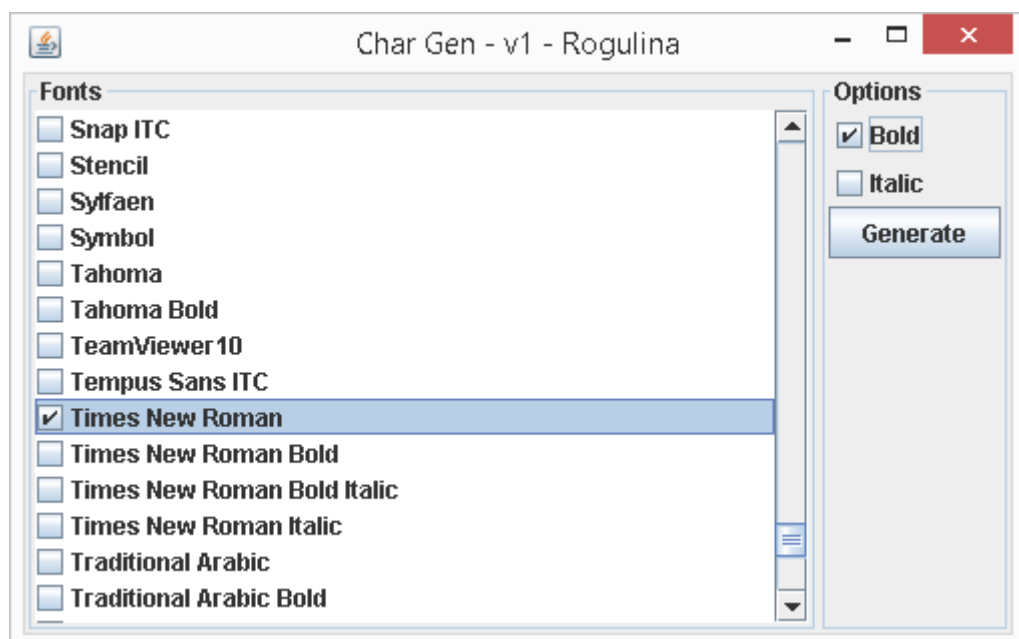 Char Gen - v1 - Rogulina
Fonts
Snap ITC
Stencil
Sylfaen
Symbol
Tahoma
Tahoma Bold
TeamViewer10
Tempus Sans ITC
Times New Roman
Times New Roman Bold
Times New Roman Bold Italic
Times New Roman Italic
Traditional Arabic
Traditional Arabic Bold
Options
Bold
Italic
Generate